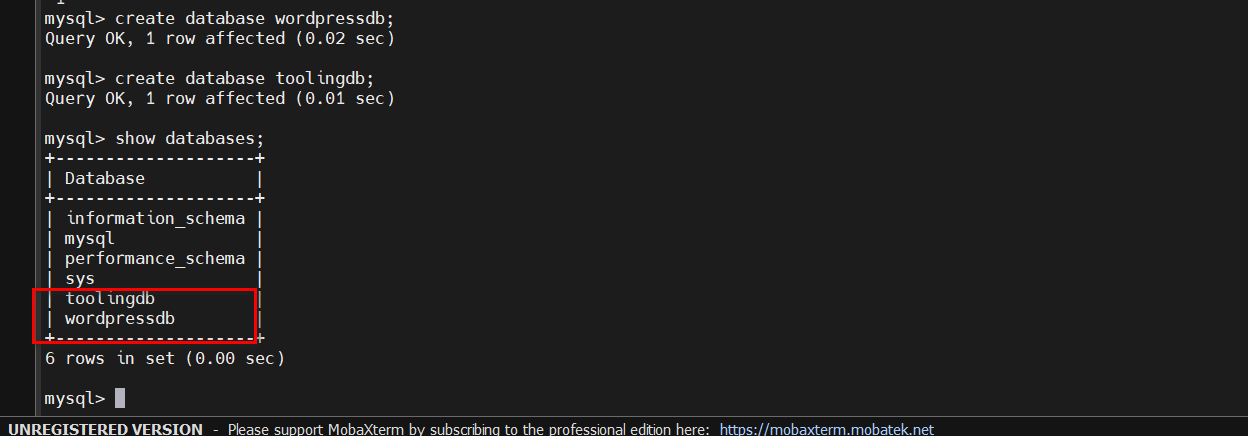 mysql> create database wordpressdb;
Query OK, 1 row affected (0.02 sec)
mysql> create database toolingdb;
Query OK, 1 row affected (0.01 sec)
mysql> show databases;
+--------------------+
| Database           |
+--------------------+
| information_schema |
| mysql              |
| performance_schema |
| sys                |
| toolingdb          |
| wordpressdb        |
+--------------------+
6 rows in set (0.00 sec)
mysql>
UNREGISTERED VERSION - Please support MobaXterm by subscribing to the professional edition here: https://mobaxterm.mobatek.net